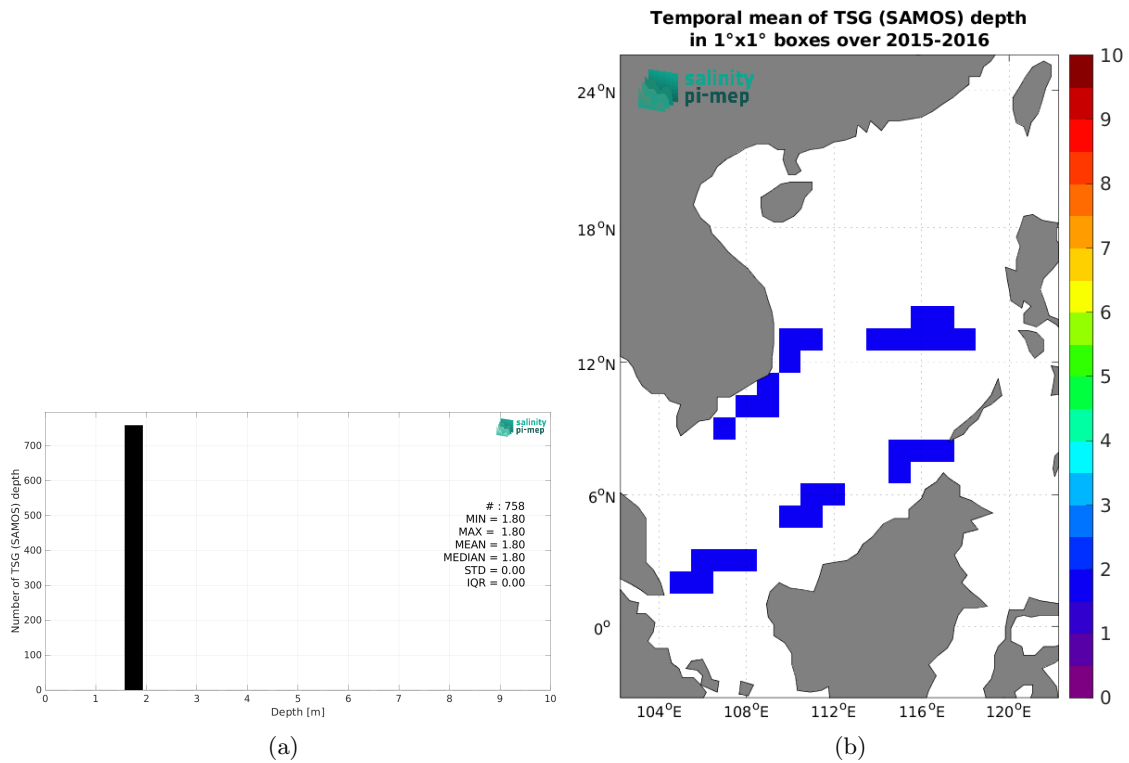 salinity
pi-mep
# : 758
MIN = 1.80
MAX = 1.80
MEAN = 1.80
MEDIAN = 1.80
STD = 0.00
IQR = 0.00
Number of TSG (SAMOS) depth
700
600
500
400
300
200
100
0
0 1 2 3 4 5 6 7 8 9 10
Depth [m]
(a)
Temporal mean of TSG (SAMOS) depth
in 1°x1° boxes over 2015-2016
salinity
pi-mep
24°N
18°N
12°N
6°N
0°
104°E 108°E 112°E 116°E 120°E
10
9
8
7
6
5
4
3
2
1
0
(b)